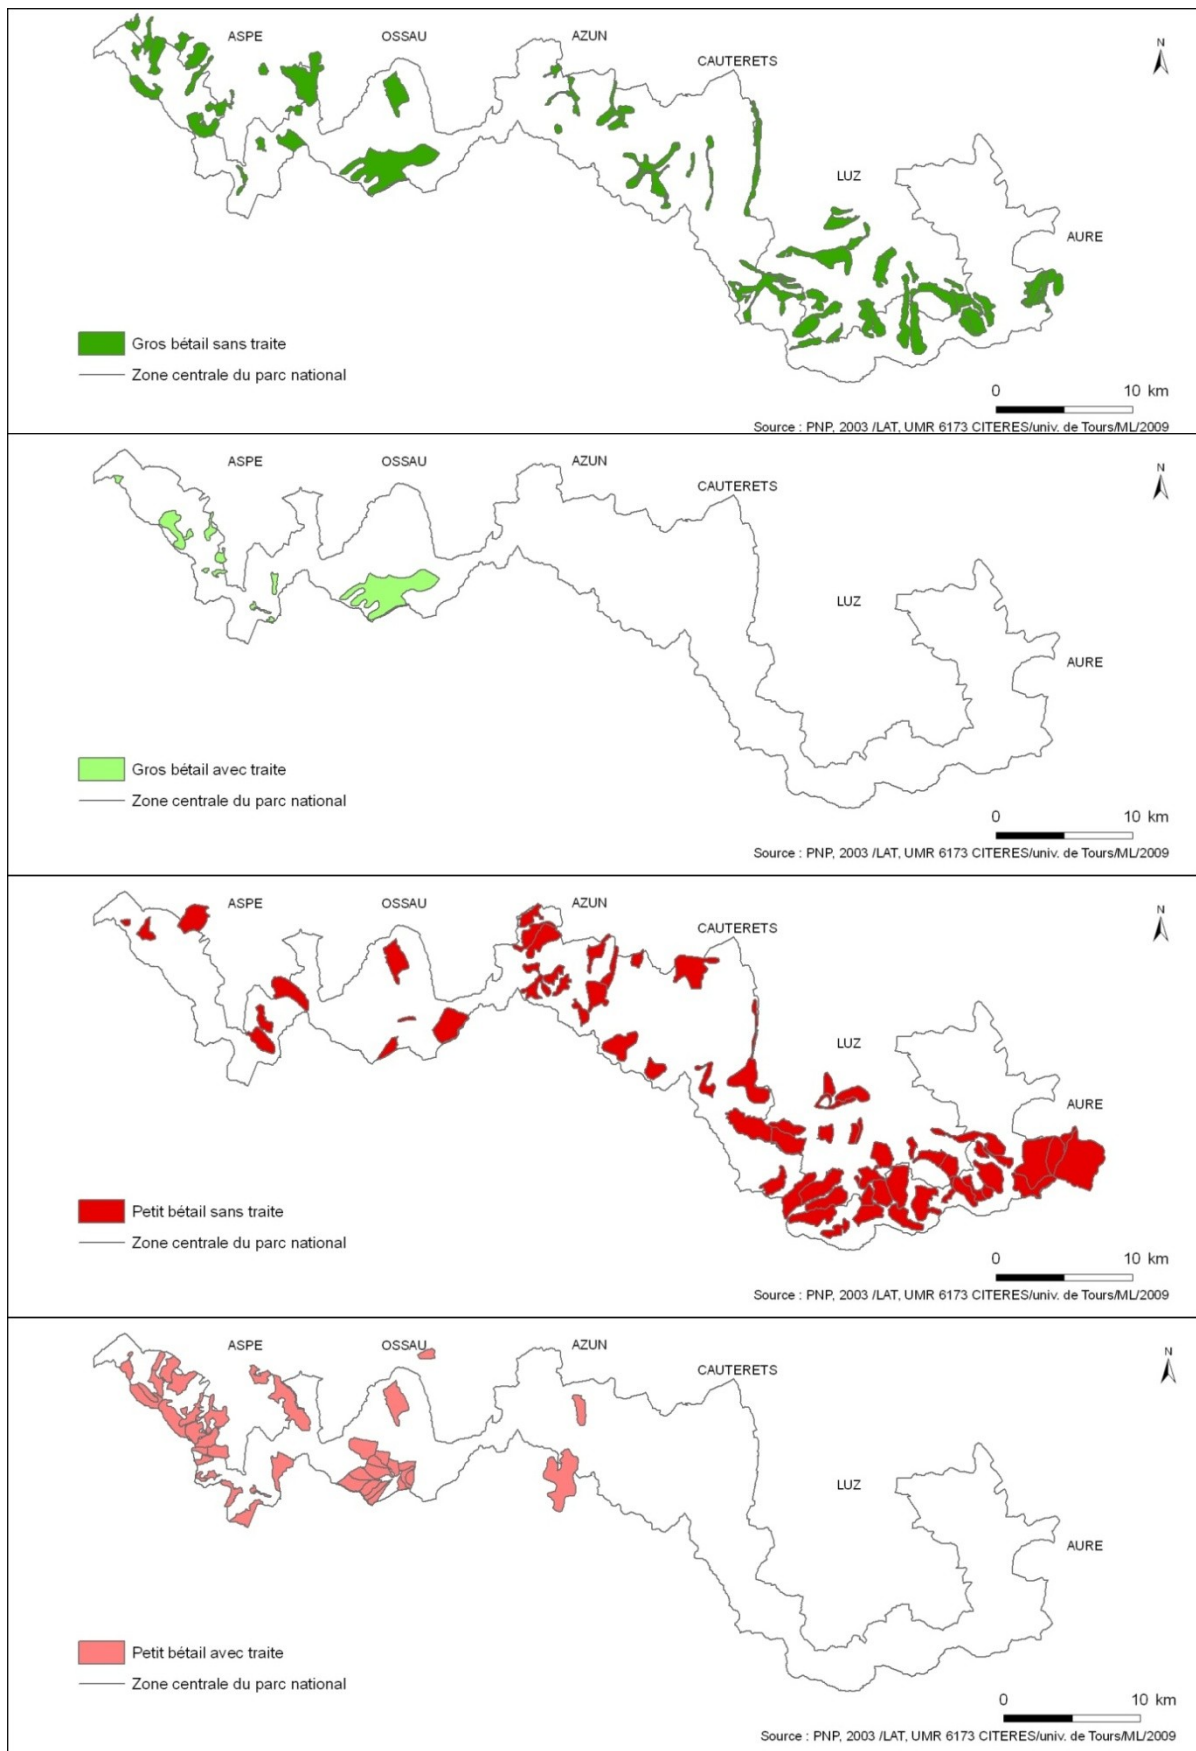 ASPE OSSAU AZUN N
CAUTERETS
LUZ
AURE
Gros bétail sans traite
Zone centrale du parc national
0 10 km
Source : PNP, 2003 /LAT, UMR 6173 CITERES/univ. de Tours/ML/2009
ASPE OSSAU AZUN N
CAUTERETS
LUZ
AURE
Gros bétail avec traite
Zone centrale du parc national
0 10 km
Source : PNP, 2003 /LAT, UMR 6173 CITERES/univ. de Tours/ML/2009
ASPE OSSAU AZUN N
CAUTERETS
LUZ
AURE
Petit bétail sans traite
Zone centrale du parc national
0 10 km
Source : PNP, 2003 /LAT, UMR 6173 CITERES/univ. de Tours/ML/2009
ASPE OSSAU AZUN N
CAUTERETS
LUZ
AURE
Petit bétail avec traite
Zone centrale du parc national
0 10 km
Source : PNP, 2003 /LAT, UMR 6173 CITERES/univ. de Tours/ML/2009